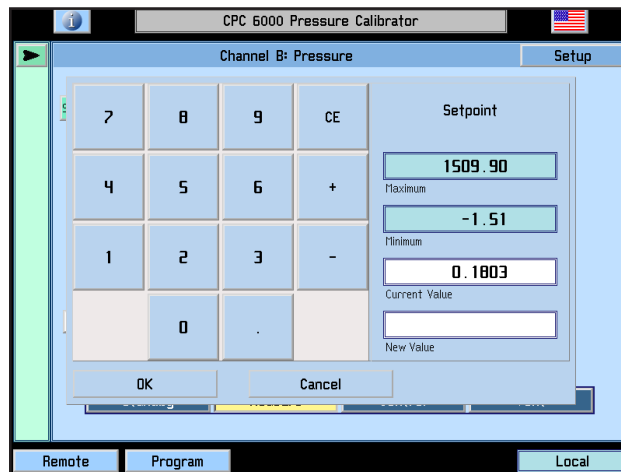 CPC 6000 Pressure Calibrator
Channel B: Pressure
Setup
7 8 9 CE
Setpoint
4 5 6 +
1509.90
Maximum
-1.51
Minimum
1 2 3 -
0.1803
Current Value
0 .
New Value
OK Cancel
Remote Program Local